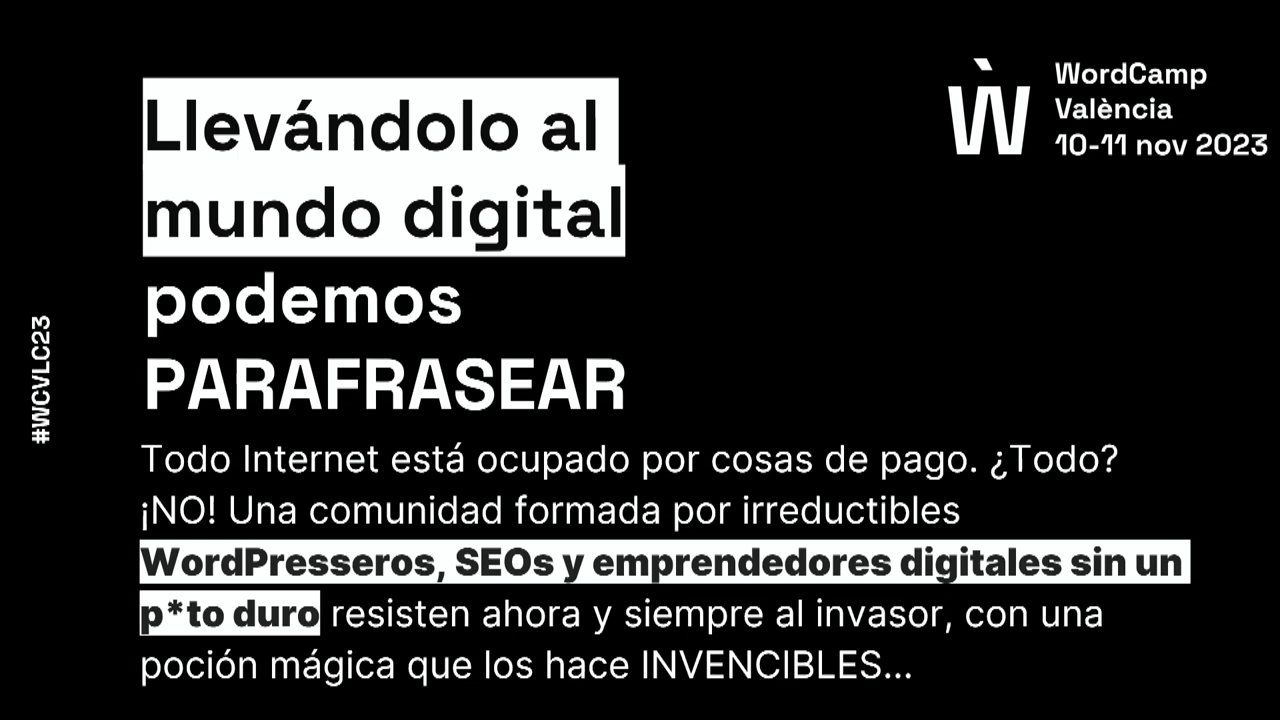 Llevándolo al
mundo digital
podemos
PARAFRASEAR
Todo Internet está ocupado por cosas de pago. ¿Todo?
¡NO! Una comunidad formada por irreductibles
WordPresseros, SEOs y emprendedores digitales sin un
p*to duro resisten ahora y siempre al invasor, con una
poción mágica que los hace INVENCIBLES...
Ẁ
WordCamp
València
10-11 nov 2023
#WCVLC23